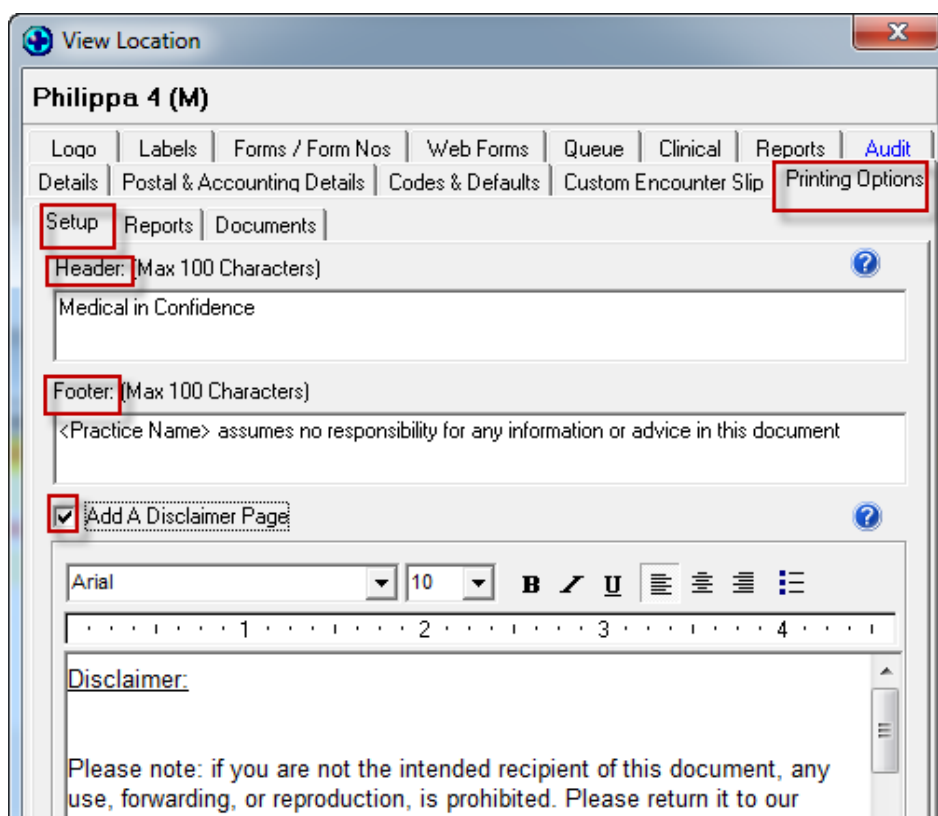 View Location
Philippa 4 (M)
Logo Labels Forms / Form Nos Web Forms Queue Clinical Reports Audit
Details Postal & Accounting Details Codes & Defaults Custom Encounter Slip Printing Options
Setup Reports Documents
Header: (Max 100 Characters)
?
Medical in Confidence
Footer: (Max 100 Characters)
<Practice Name> assumes no responsibility for any information or advice in this document
Add A Disclaimer Page
?
Arial 10 B I U
1 2 3 4
Disclaimer:
Please note: if you are not the intended recipient of this document, any
use, forwarding, or reproduction, is prohibited. Please return it to our